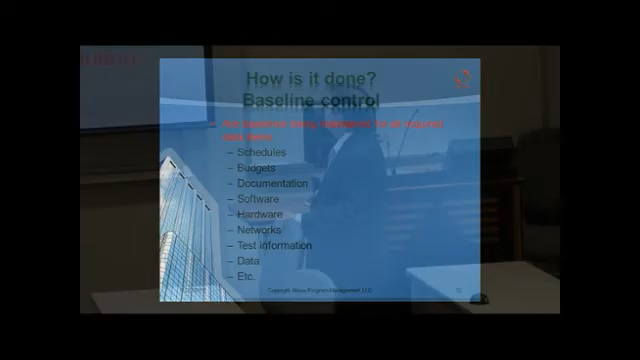 How is it done?
Baseline control
– Schedules
– Budgets
– Documentation
– Software
– Hardware
– Networks
– Test information
– Data
– Etc.